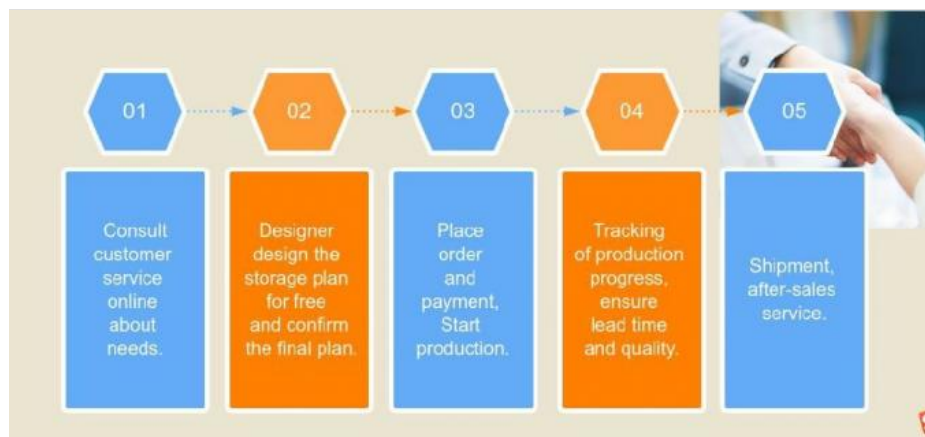 01
02
03
04
05
Consult
customer
service
online
about
needs.
Designer
design the
storage plan
for free
and confirm
the final plan.
Place
order
and
payment,
Start
production.
Tracking
of production
progress,
ensure
lead time
and quality.
Shipment,
after-sales
service.